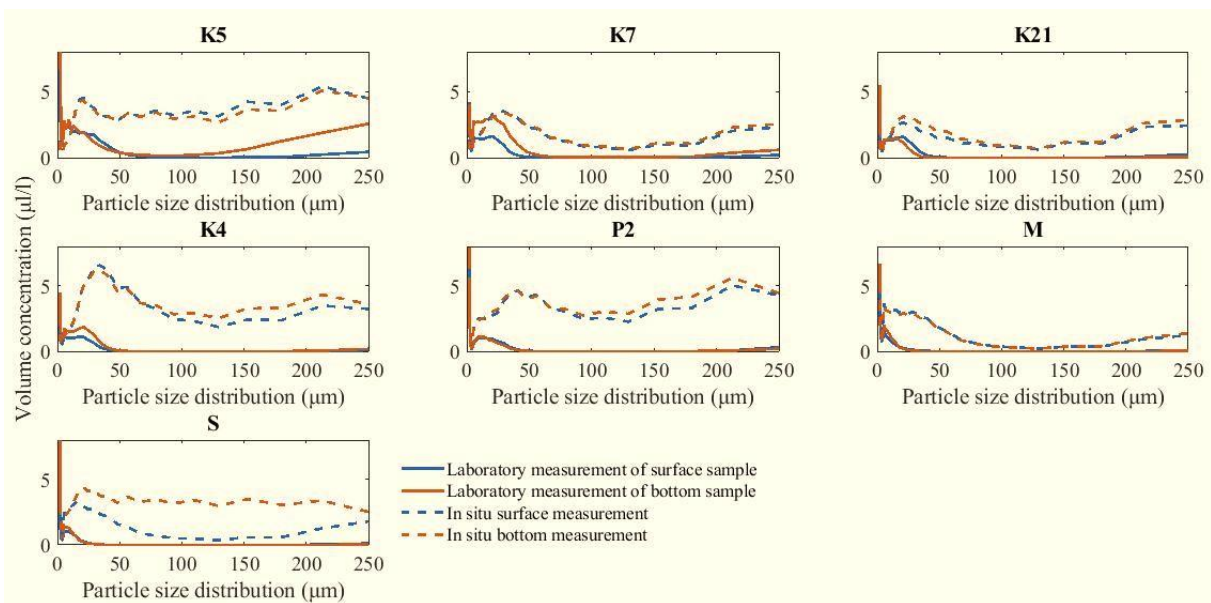 K5
K7
K21
5
0
0 50 100 150 200 250
Particle size distribution (μm)
5
0
0 50 100 150 200 250
Particle size distribution (μm)
5
0
0 50 100 150 200 250
Particle size distribution (μm)
Volume concentration (μl/l)
K4
P2
M
5
0
0 50 100 150 200 250
Particle size distribution (μm)
5
0
0 50 100 150 200 250
Particle size distribution (μm)
5
0
0 50 100 150 200 250
Particle size distribution (μm)
S
5
0
0 50 100 150 200 250
Particle size distribution (μm)
Laboratory measurement of surface sample
Laboratory measurement of bottom sample
In situ surface measurement
In situ bottom measurement